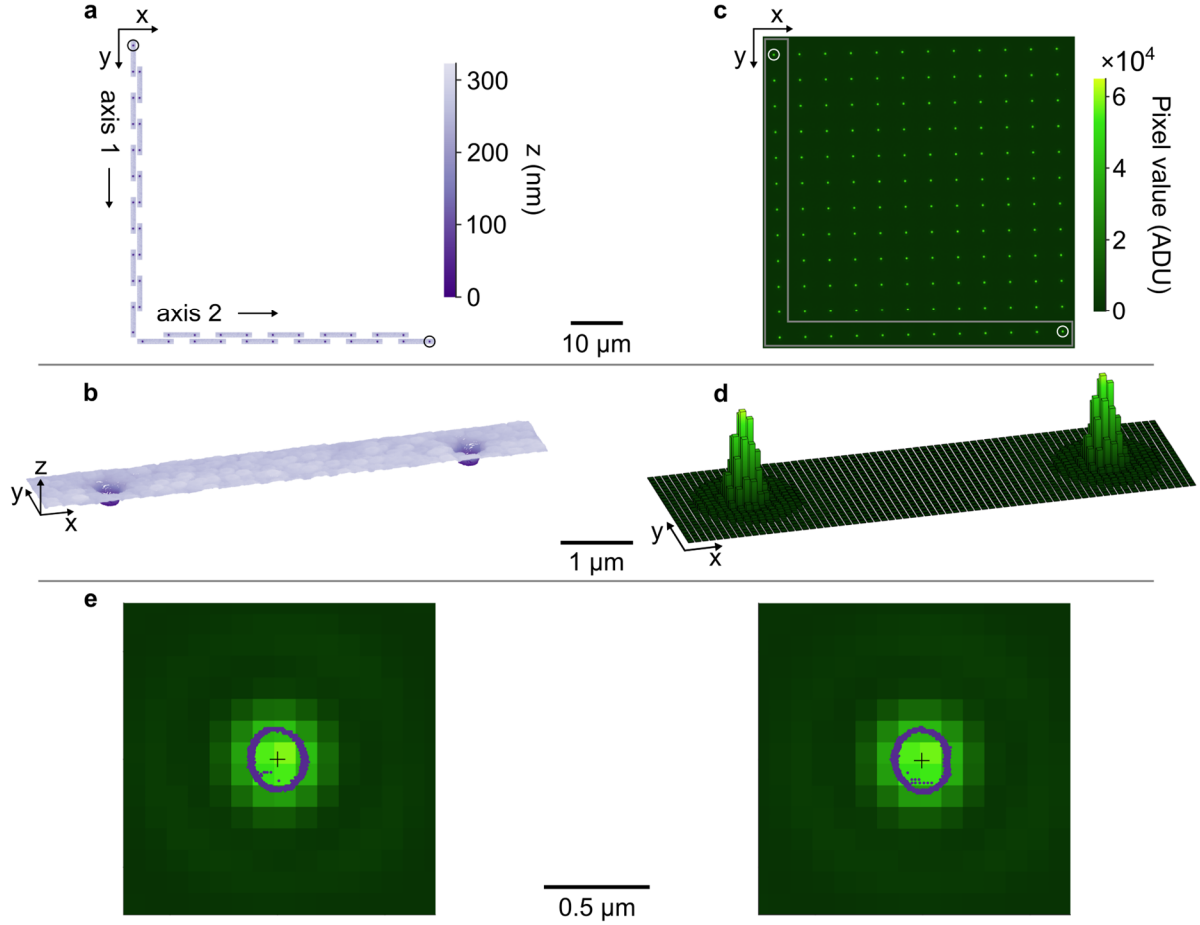 a
x
y
axis 1
axis 2
300
200
100
0
z (nm)
10 μm
c
x
y
×10⁴
6
4
2
0
Pixel value (ADU)
b
z
y
x
1 μm
d
y
x
e
0.5 μm